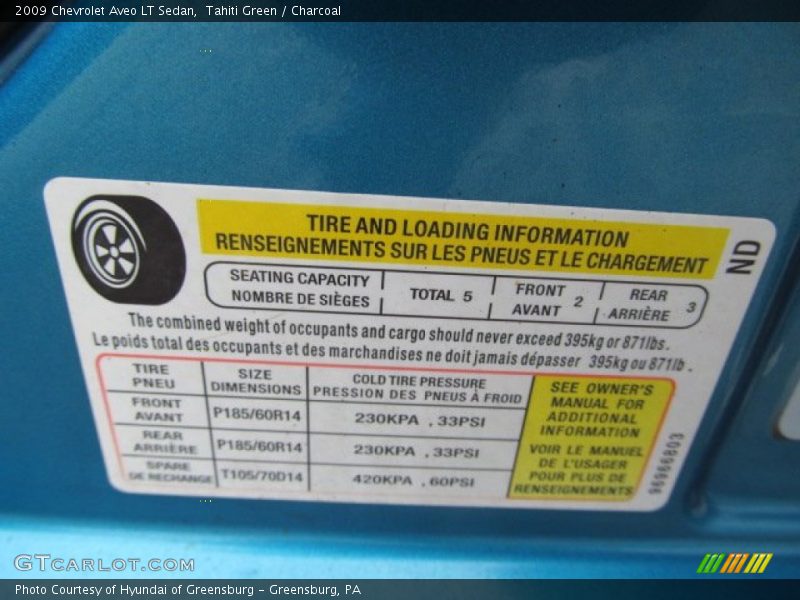 2009 Chevrolet Aveo LT Sedan,  Tahiti Green / Charcoal
TIRE AND LOADING INFORMATION
RENSEIGNEMENTS SUR LES PNEUS ET LE CHARGEMENT
ND
SEATING CAPACITY
NOMBRE DE SIÈGES
TOTAL 5
FRONT
AVANT
2
REAR
ARRIÈRE
3
The combined weight of occupants and cargo should never exceed 395kg or 871lbs.
Le poids total des occupants et des marchandises ne doit jamais dépasser 395kg ou 871lb.
TIRE
PNEU
SIZE
DIMENSIONS
COLD TIRE PRESSURE
PRESSION DES PNEUS À FROID
FRONT
AVANT
P185/60R14
230KPA , 33PSI
REAR
ARRIÈRE
P185/60R14
230KPA , 33PSI
SPARE
DE RECHANGE
T105/70D14
420KPA , 60PSI
SEE OWNER'S
MANUAL FOR
ADDITIONAL
INFORMATION
VOIR LE MANUEL
DE L'USAGER
POUR PLUS DE
RENSEIGNEMENTS
96966803
GTCARLOT.COM
Photo Courtesy of Hyundai of Greensburg - Greensburg, PA